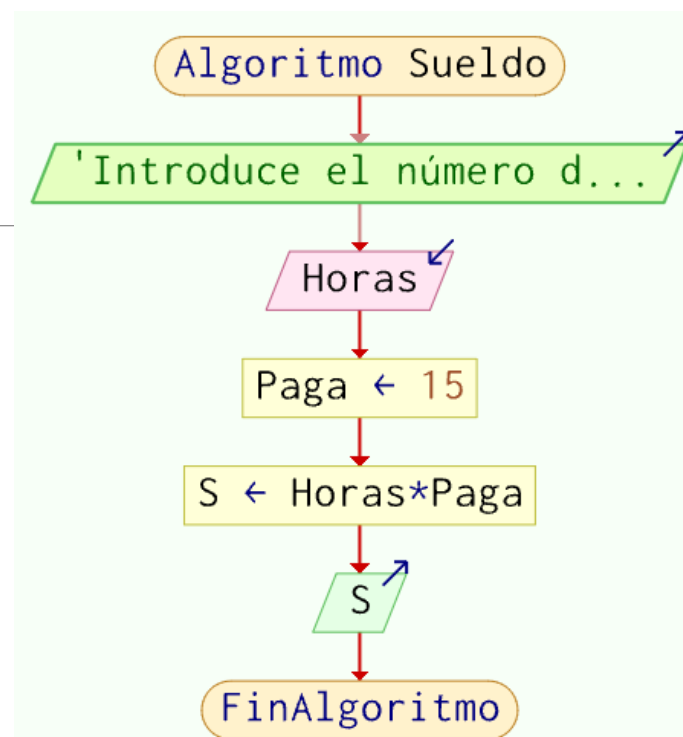 Algoritmo Sueldo
'Introduce el número d...
Horas
Paga ← 15
S ← Horas*Paga
S
FinAlgoritmo